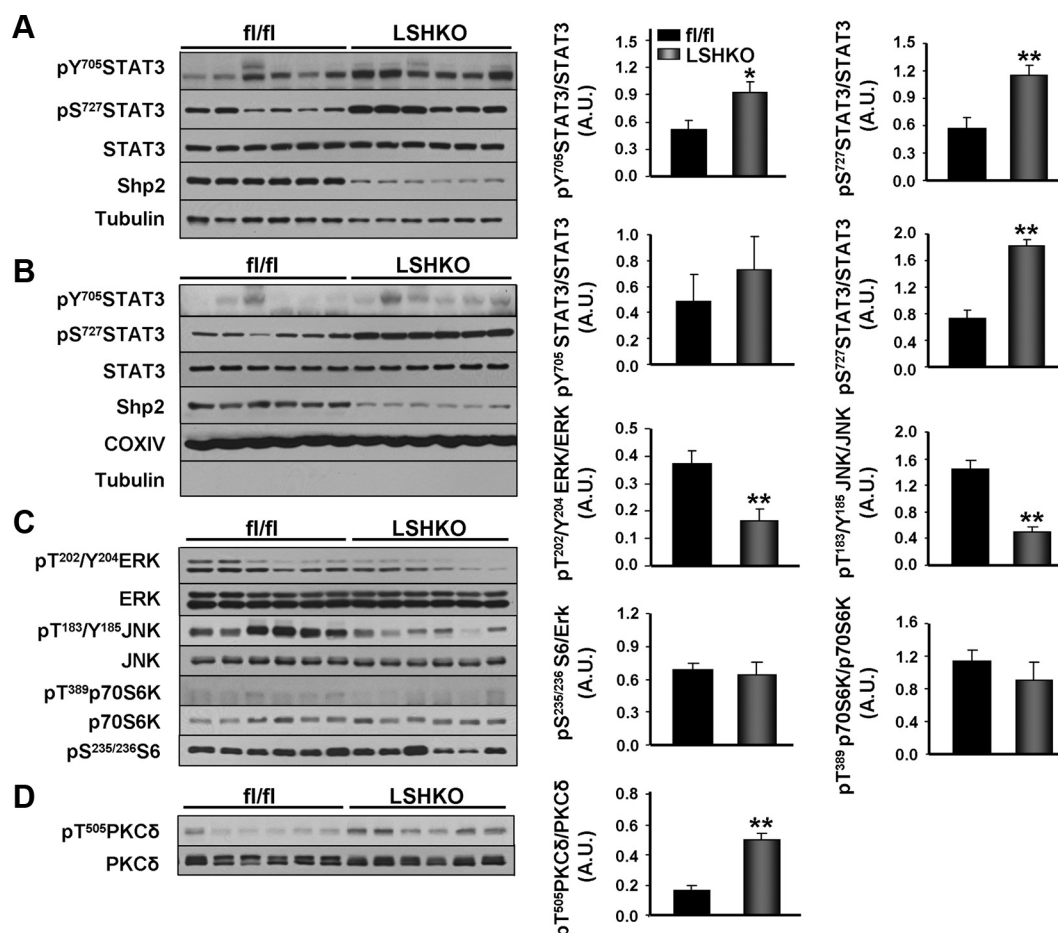 A
fl/fl
LSHKO
pY⁷⁰⁵STAT3
pS⁷²⁷STAT3
STAT3
Shp2
Tubulin
pY⁷⁰⁵STAT3/STAT3
(A.U.)
1.5
1.2
0.9
0.6
0.3
0
fl/fl
LSHKO
*
pS⁷²⁷STAT3/STAT3
(A.U.)
1.5
1.2
0.9
0.6
0.3
0.0
**
B
fl/fl
LSHKO
pY⁷⁰⁵STAT3
pS⁷²⁷STAT3
STAT3
Shp2
COXIV
Tubulin
pY⁷⁰⁵ STAT3/STAT3
(A.U.)
1.0
0.8
0.6
0.4
0.2
0.0
pS⁷²⁷STAT3/STAT3
(A.U.)
2.0
1.6
1.2
0.8
0.4
0.0
**
C
fl/fl
LSHKO
pT²⁰²/Y²⁰⁴ERK
ERK
pT¹⁸³/Y¹⁸⁵JNK
JNK
pT³⁸⁹p70S6K
p70S6K
pS²³⁵/²³⁶S6
pT²⁰²/Y²⁰⁴ ERK/ERK
(A.U.)
0.5
0.4
0.3
0.2
0.1
0.0
**
pT¹⁸³/Y¹⁸⁵ JNK/JNK
(A.U.)
2.0
1.6
1.2
0.8
0.4
0.0
**
pS²³⁵/²³⁶ S6/Erk
(A.U.)
1.2
0.9
0.6
0.3
0.0
pT³⁸⁹ p70S6K/p70S6K
(A.U.)
1.5
1.2
0.9
0.6
0.3
0.0
D
fl/fl
LSHKO
pT⁵⁰⁵PKCδ
PKCδ
pT⁵⁰⁵PKCδ/PKCδ
(A.U.)
0.8
0.6
0.4
0.2
0.0
**